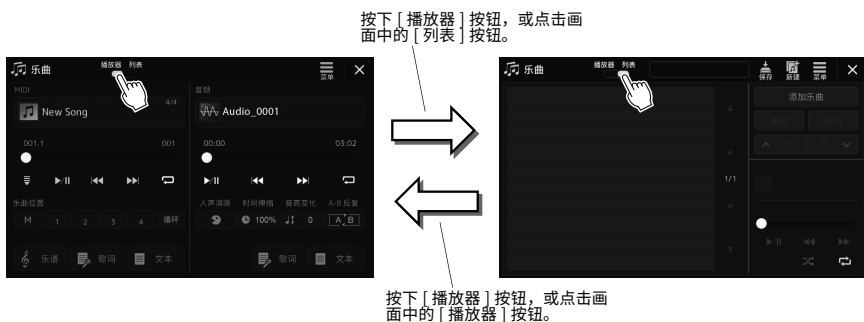 按下 [ 播放器 ] 按钮，或点击画
面中的 [ 列表 ] 按钮。
乐曲
播放器 列表
菜单
MIDI
New Song
4/4
001.1
001
乐曲位置
M
1
2
3
4
循环
乐谱
歌词
文本
音频
Audio_0001
00:00
03:02
人声消除
时间伸缩
音高变化
A-B 反复
100%
0
A B
歌词
文本
乐曲
播放器 列表
保存
新建
菜单
添加乐曲
1/1
按下 [ 播放器 ] 按钮，或点击画
面中的 [ 播放器 ] 按钮。